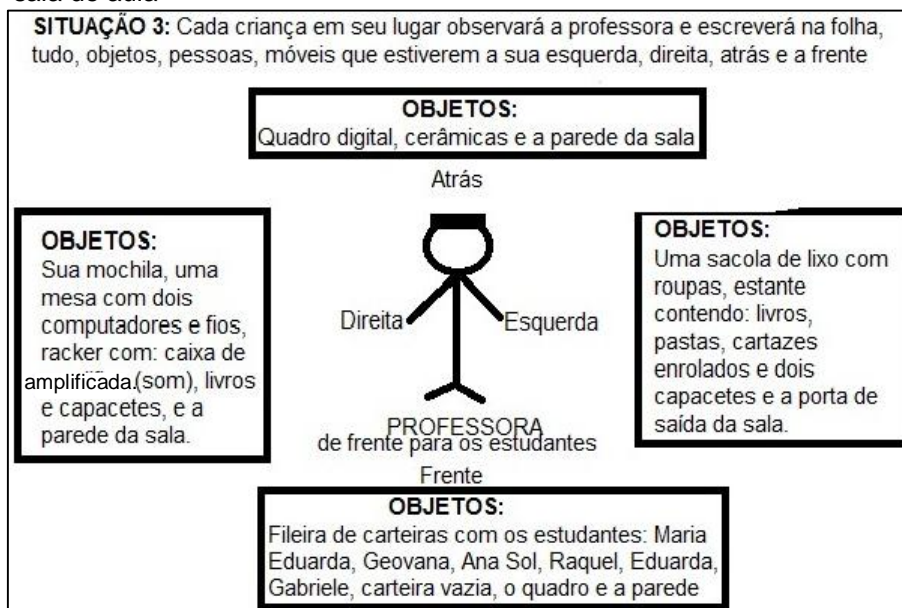 SITUAÇÃO 3: Cada criança em seu lugar observará a professora e escreverá na folha,
tudo, objetos, pessoas, móveis que estiverem a sua esquerda, direita, atrás e a frente
OBJETOS:
Quadro digital, cerâmicas e a parede da sala
Atrás
OBJETOS:
Sua mochila, uma
mesa com dois
computadores e fios,
racker com: caixa de
amplificada.(som), livros
e capacetes, e a
parede da sala.
Direita
Esquerda
OBJETOS:
Uma sacola de lixo com
roupas, estante
contendo: livros,
pastas, cartazes
enrolados e dois
capacetes e a porta de
saída da sala.
PROFESSORA
de frente para os estudantes
Frente
OBJETOS:
Fileira de carteiras com os estudantes: Maria
Eduarda, Geovana, Ana Sol, Raquel, Eduarda,
Gabriele, carteira vazia, o quadro e a parede